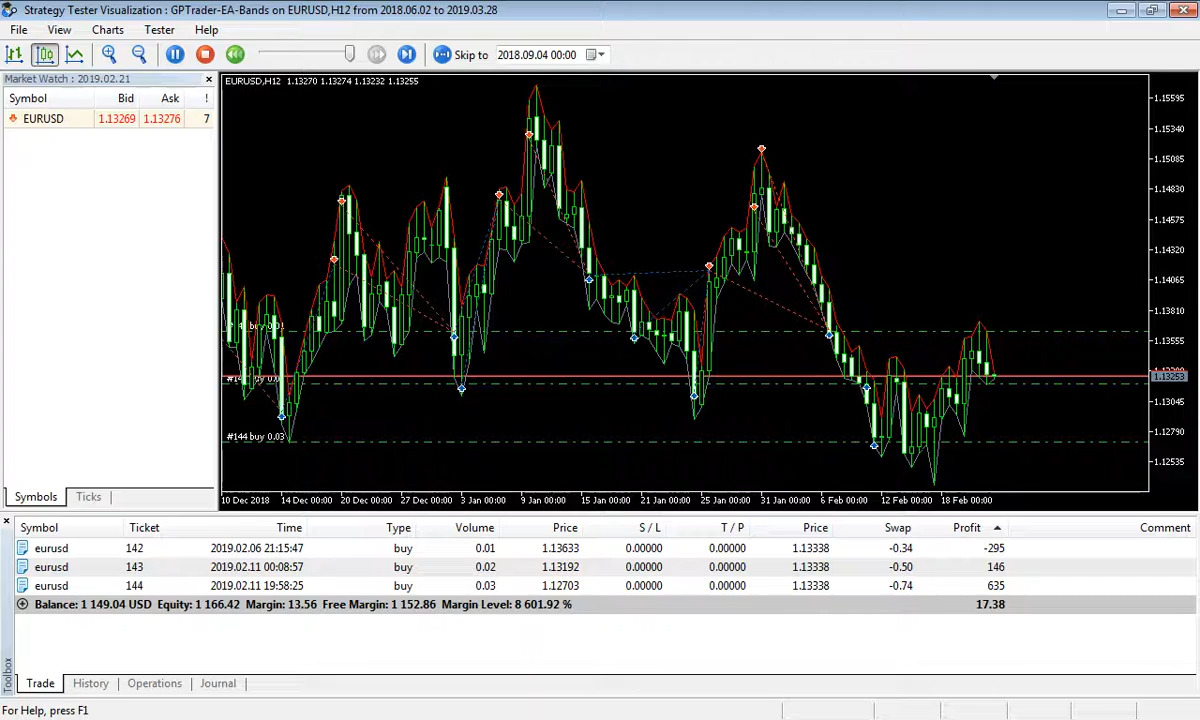 Strategy Tester Visualization : GPTrader-EA-Bands on EURUSD,H12 from 2018.06.02 to 2019.03.28
File View Charts Tester Help
Skip to 2018.09.04 00:00
Market Watch : 2019.02.21
Symbol Bid Ask !
EURUSD 1.13269 1.13276 7
Symbols Ticks
EURUSD,H12 1.13270 1.13274 1.13232 1.13255
1.15595
1.15340
1.15085
1.14830
1.14575
1.14320
1.14065
1.13810
1.13555
1.13253
1.13045
1.12790
1.12535
#144 buy 0.03
10 Dec 2018 14 Dec 00:00 20 Dec 00:00 27 Dec 00:00 3 Jan 00:00 9 Jan 00:00 15 Jan 00:00 21 Jan 00:00 25 Jan 00:00 31 Jan 00:00 6 Feb 00:00 12 Feb 00:00 18 Feb 00:00
Symbol Ticket Time Type Volume Price S / L T / P Price Swap Profit Comment
eurusd 142 2019.02.06 21:15:47 buy 0.01 1.13633 0.00000 0.00000 1.13338 -0.34 -295
eurusd 143 2019.02.11 00:08:57 buy 0.02 1.13192 0.00000 0.00000 1.13338 -0.50 146
eurusd 144 2019.02.11 19:58:25 buy 0.03 1.12703 0.00000 0.00000 1.13338 -0.74 635
Balance: 1 149.04 USD Equity: 1 166.42 Margin: 13.56 Free Margin: 1 152.86 Margin Level: 8 601.92 % 17.38
Toolbox
Trade History Operations Journal
For Help, press F1